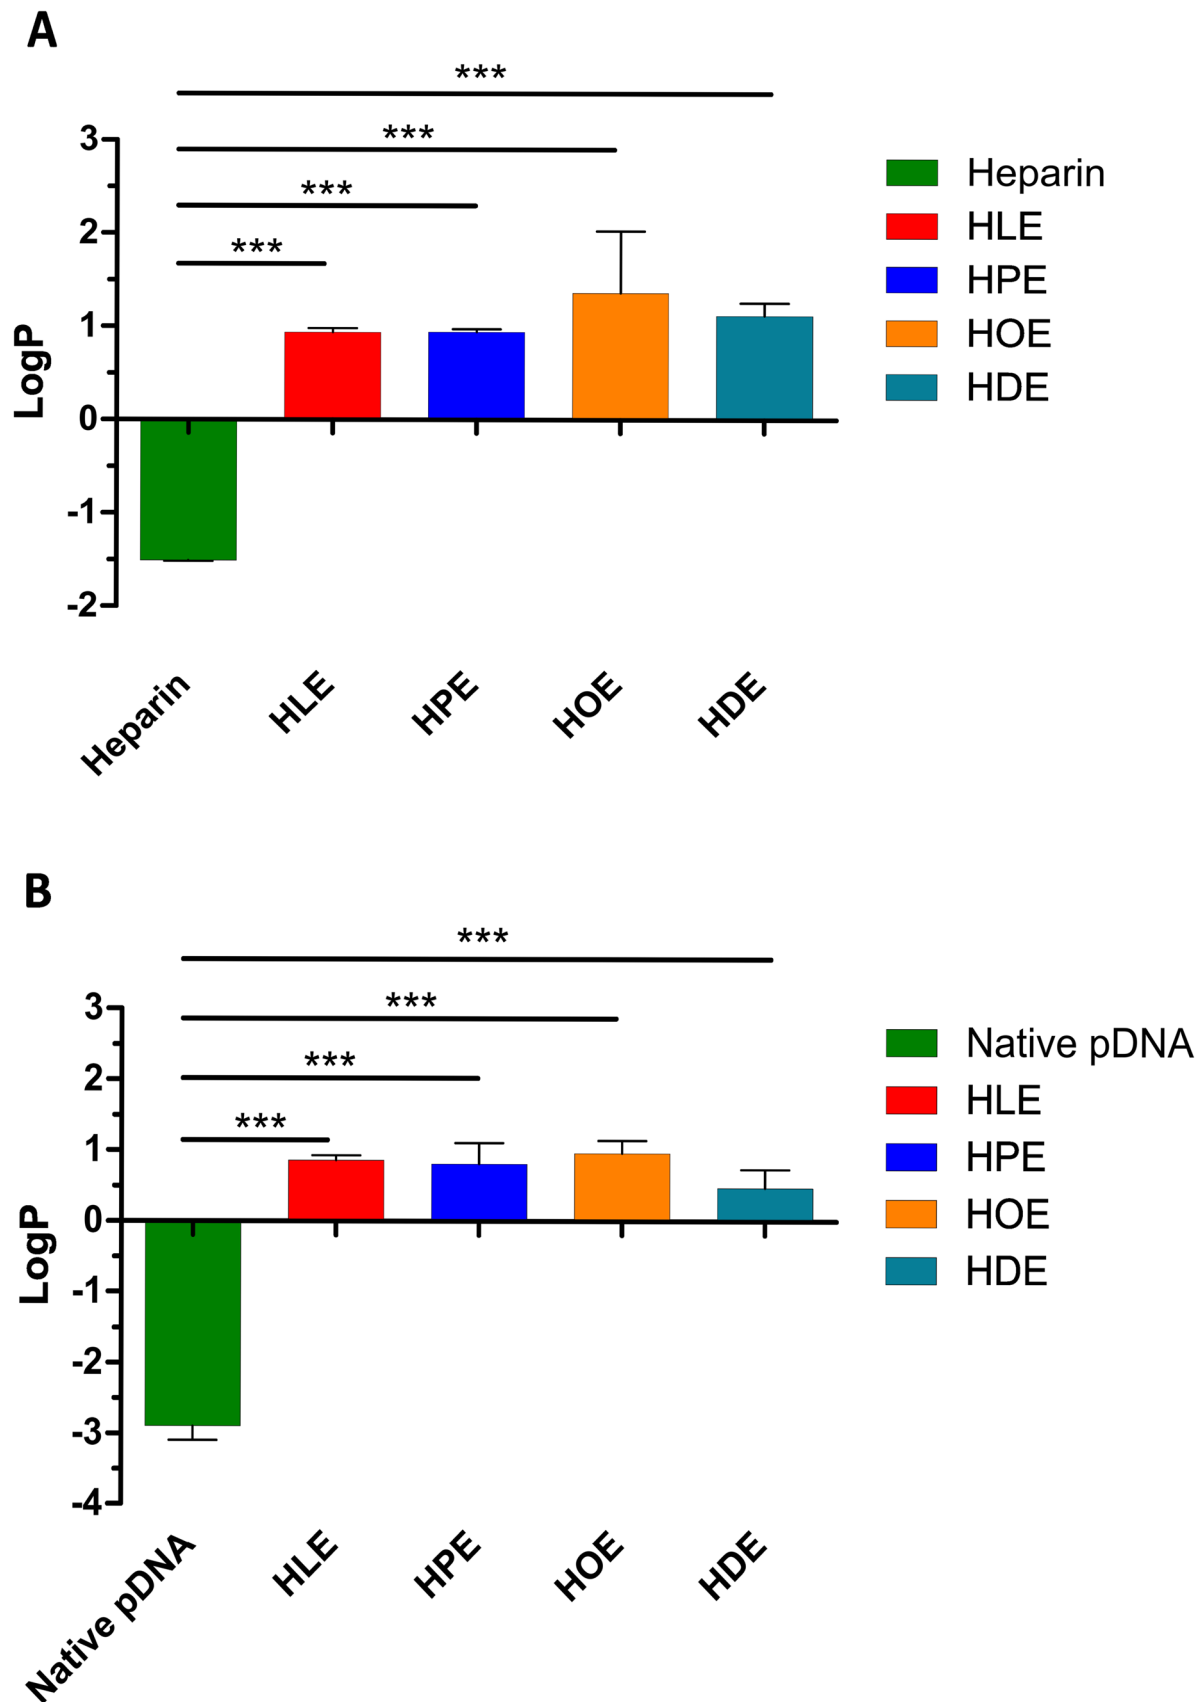 A
***
***
***
***
3
2
1
0
-1
-2
LogP
Heparin
HLE
HPE
HOE
HDE
Heparin
HLE
HPE
HOE
HDE
B
***
***
***
***
3
2
1
0
-1
-2
-3
-4
LogP
Native pDNA
HLE
HPE
HOE
HDE
Native pDNA
HLE
HPE
HOE
HDE